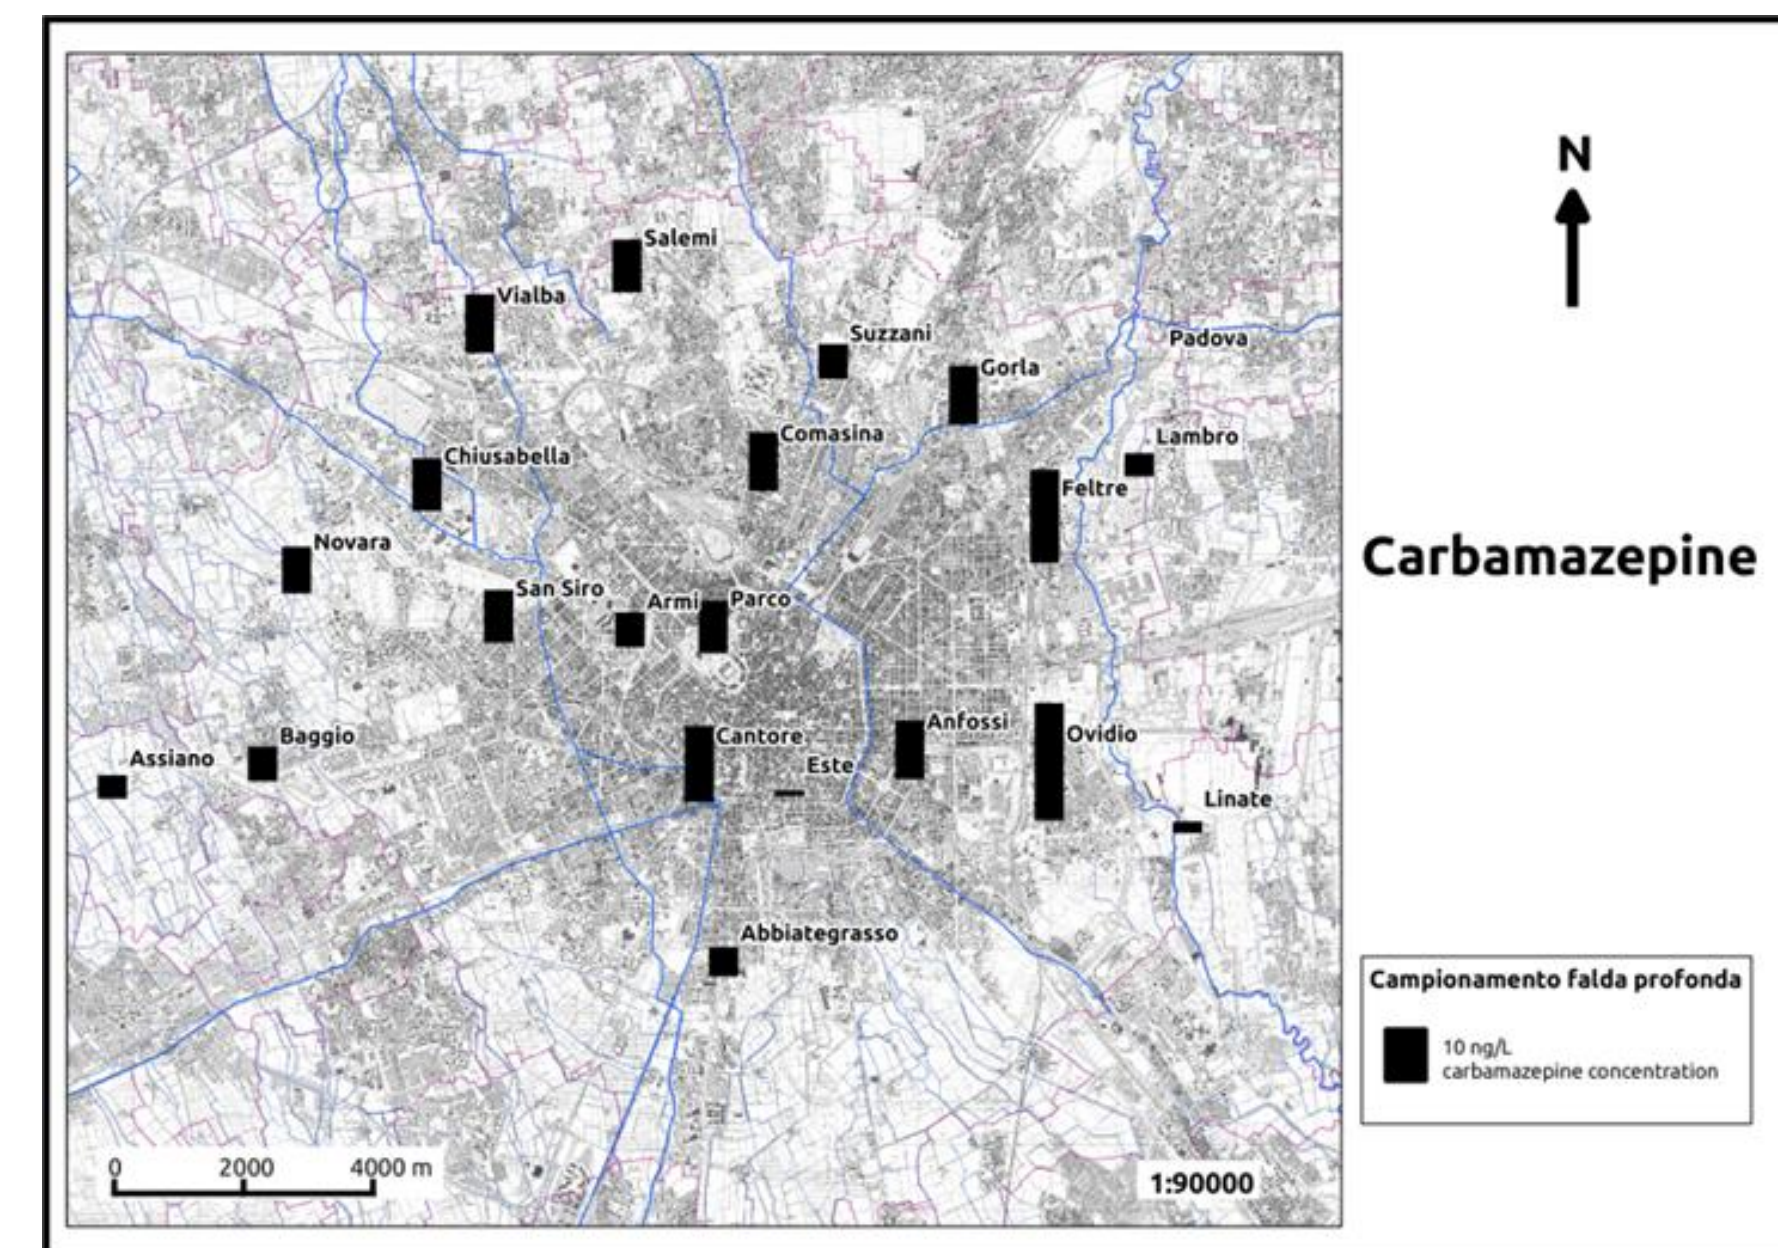 N
Salemi
Vialba
Suzzani
Padova
Gorla
Comasina
Lambro
Chiusabella
Feltre
Novara
Carbamazepine
San Siro
Armi
Parco
Anfossi
Cantore
Ovidio
Baggio
Assiano
Este
Linate
Abbiategrasso
Campionamento falda profonda
10 ng/L
carbamazepine concentration
0 2000 4000 m
1:90000